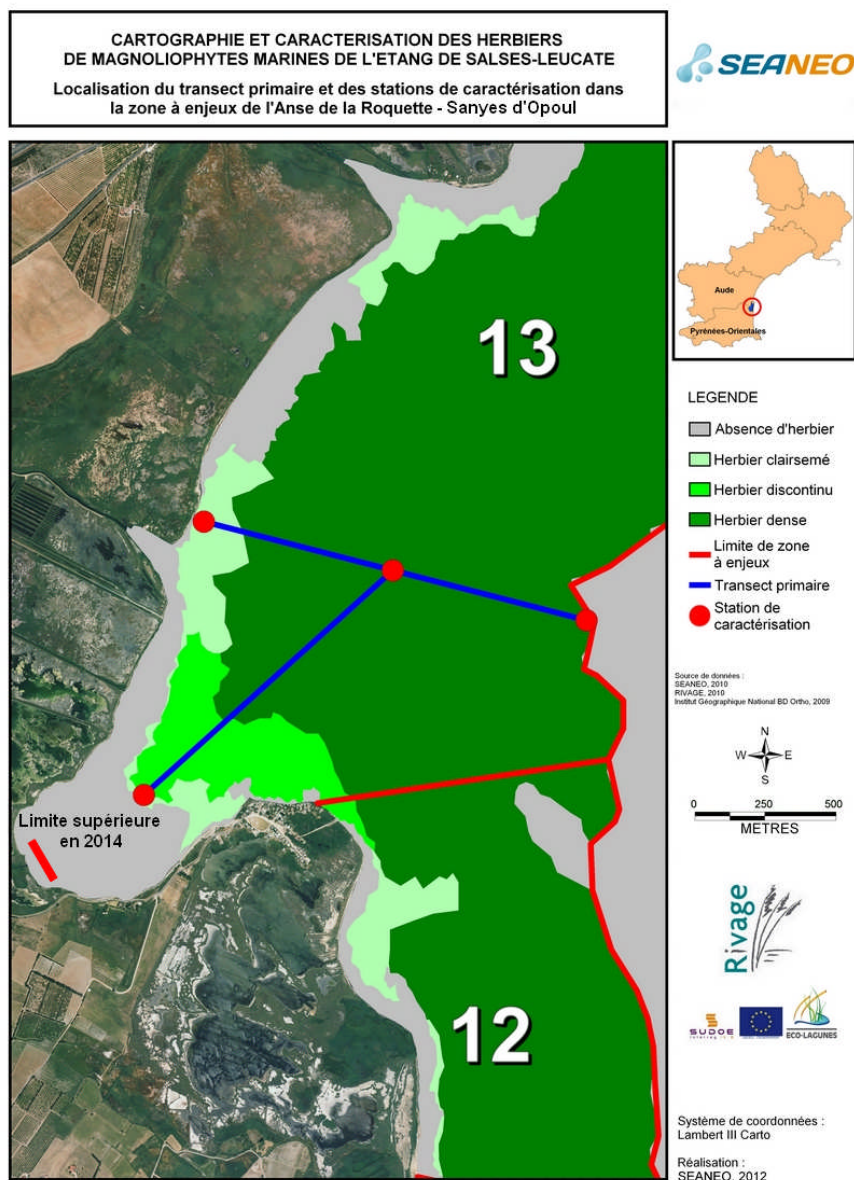 CARTOGRAPHIE ET CARACTERISATION DES HERBIERS
DE MAGNOLIOPHYTES MARINES DE L'ETANG DE SALSES-LEUCATE
Localisation du transect primaire et des stations de caractérisation dans
la zone à enjeux de l'Anse de la Roquette - Sanyes d'Opoul
SEANEO
13
12
Limite supérieure
en 2014
Aude
Pyrénées-Orientales
LEGENDE
Absence d'herbier
Herbier clairsemé
Herbier discontinu
Herbier dense
Limite de zone
à enjeux
Transect primaire
Station de
caractérisation
Source de données :
SEANEO, 2010
RIVAGE, 2010
Institut Géographique National BD Ortho, 2009
N
W E
S
0 250 500
METRES
Rivage
SUDOE
ECO-LAGUNES
Système de coordonnées :
Lambert III Carto
Réalisation :
SEANEO, 2012